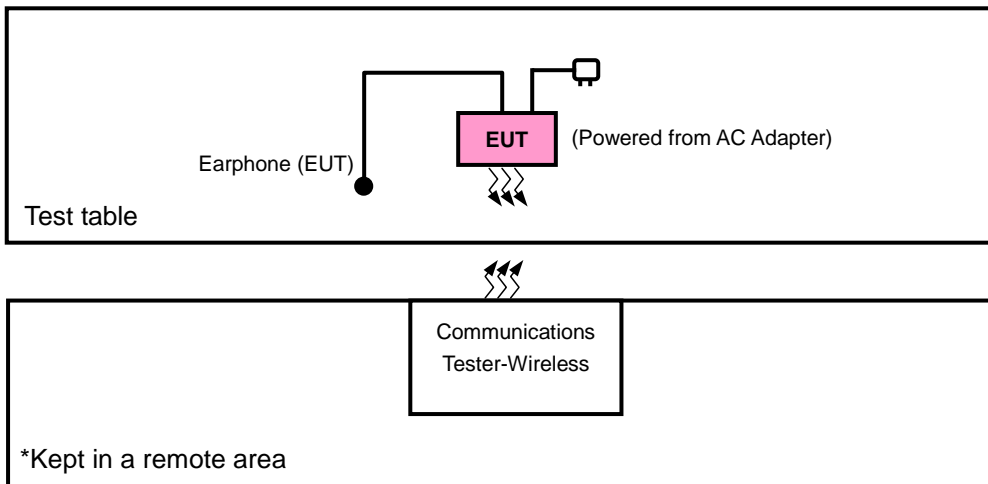 EUT
(Powered from AC Adapter)
Earphone (EUT)
Test table
Communications
Tester-Wireless
*Kept in a remote area